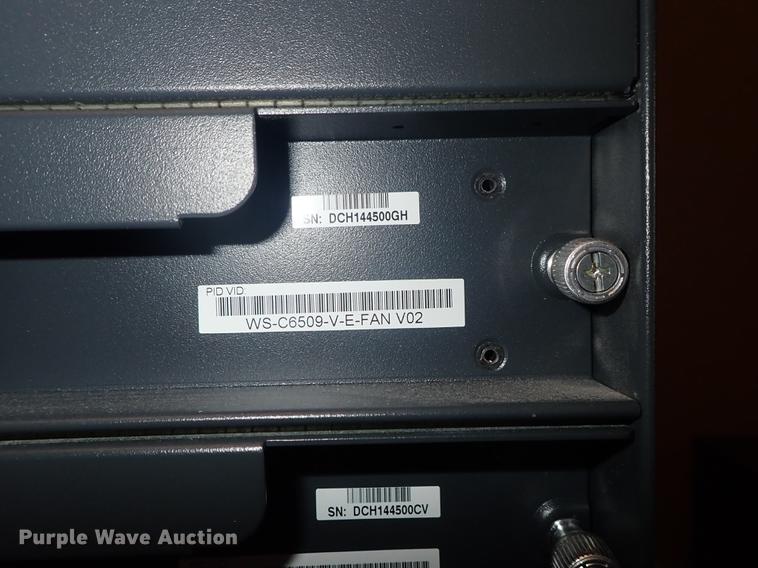 SN: DCH144500GH
PID VID
WS-C6509-V-E-FAN V02
SN: DCH144500CV
Purple Wave Auction